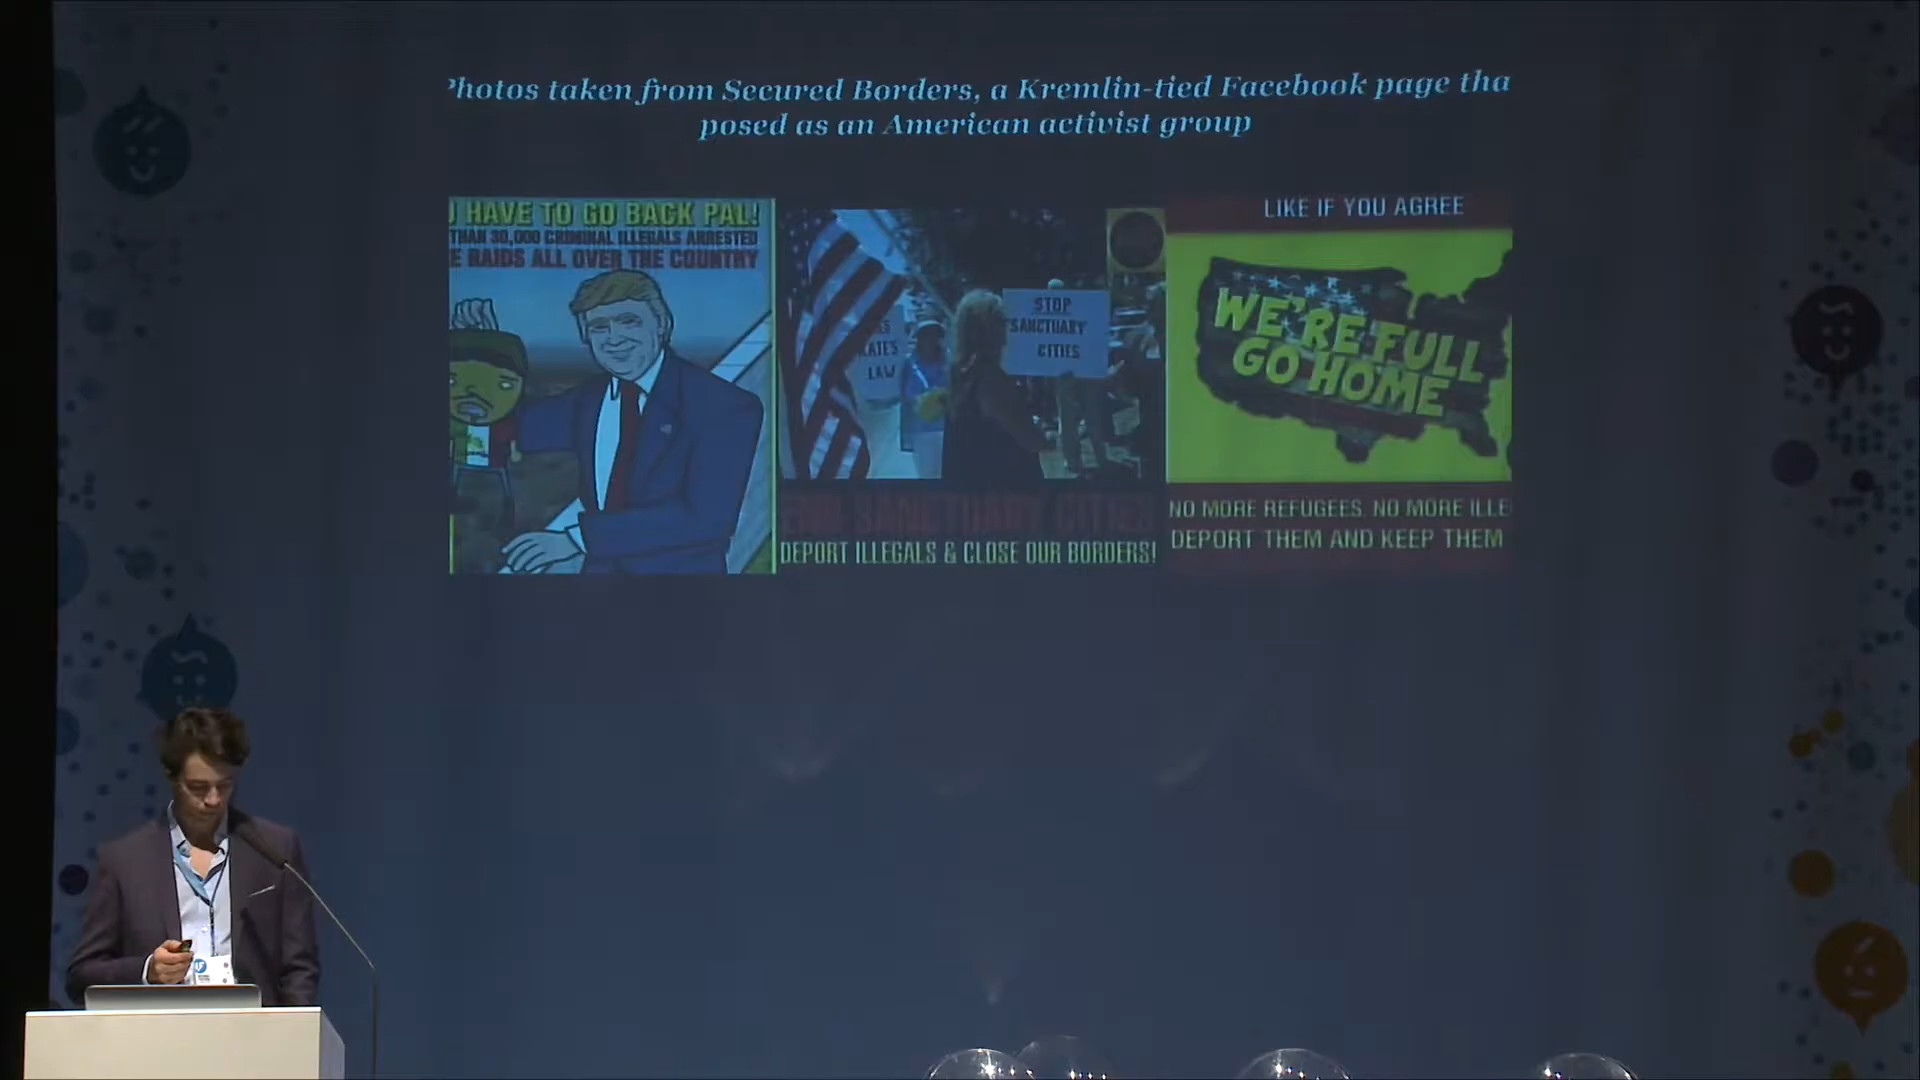 Photos taken from Secured Borders, a Kremlin-tied Facebook page tha
posed as an American activist group
U HAVE TO GO BACK PAL!
THAN 30,000 CRIMINAL ILLEGALS ARRESTED
E RAIDS ALL OVER THE COUNTRY
ATE'S
LAW
STOP
SANCTUARY
CITIES
SANCTUARY CITIES
DEPORT ILLEGALS & CLOSE OUR BORDERS!
LIKE IF YOU AGREE
WE'RE FULL
GO HOME
NO MORE REFUGEES. NO MORE ILLE
DEPORT THEM AND KEEP THEM